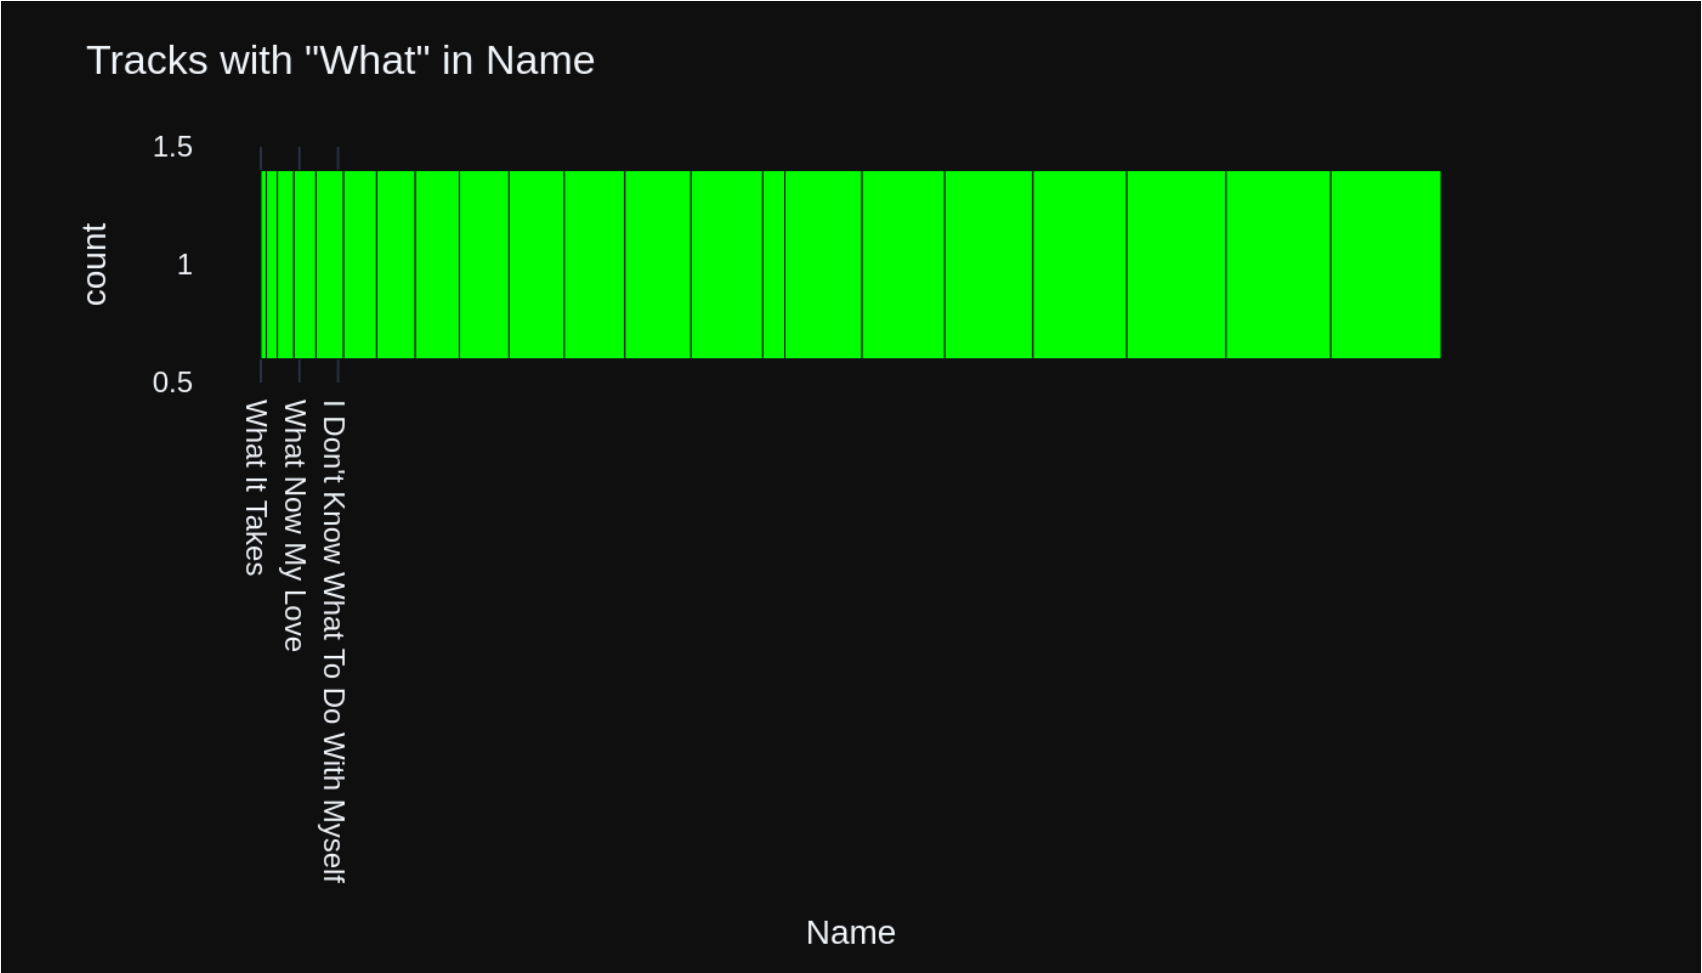 Tracks with "What" in Name
1.5
1
0.5
count
What It Takes
What Now My Love
I Don't Know What To Do With Myself
Name